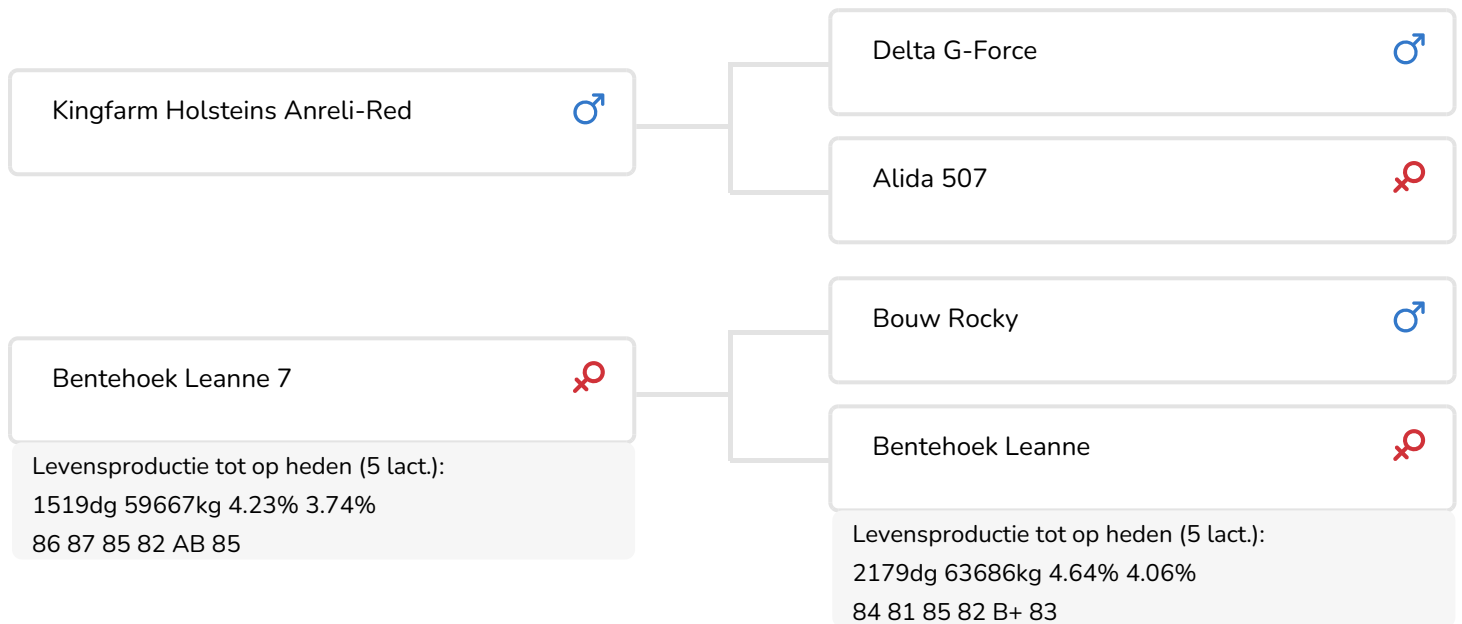 Kingfarm Holsteins Anreli-Red
Delta G-Force
Alida 507
Bentehoek Leanne 7
Levensproductie tot op heden (5 lact.):
1519dg 59667kg 4.23% 3.74%
86 87 85 82 AB 85
Bouw Rocky
Bentehoek Leanne
Levensproductie tot op heden (5 lact.):
2179dg 63686kg 4.64% 4.06%
84 81 85 82 B+ 83